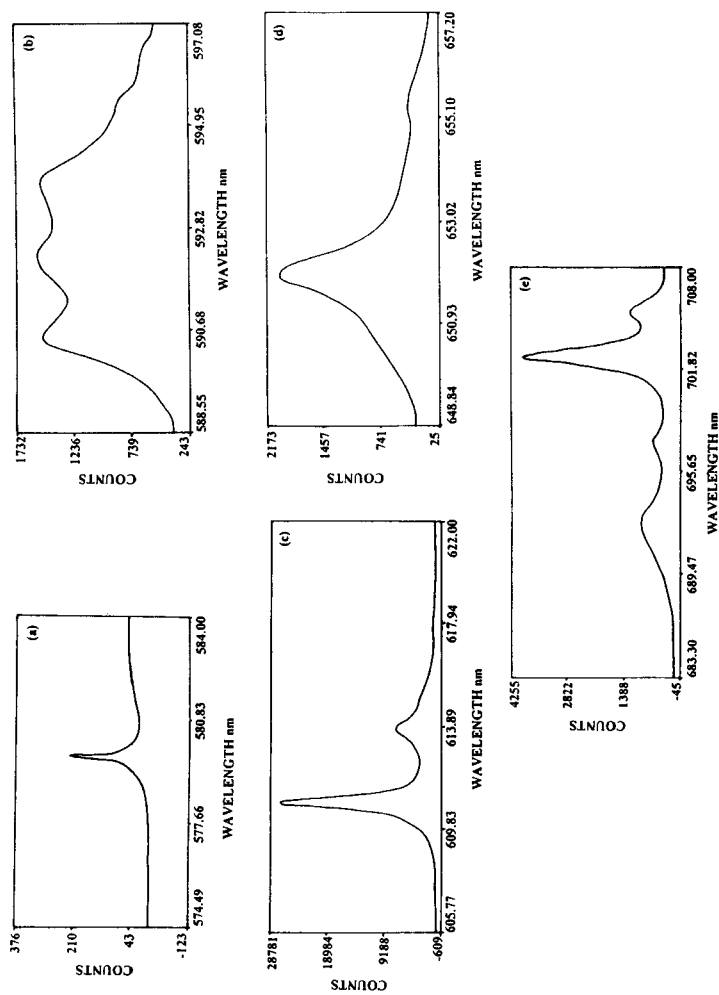 (a)
376
210
43
-123
COUNTS
574.49 577.66 580.83 584.00
WAVELENGTH nm
(b)
1732
1236
739
243
COUNTS
588.55 590.68 592.82 594.95 597.08
WAVELENGTH nm
(c)
28781
18984
9188
-609
COUNTS
605.77 609.83 613.89 617.94 622.00
WAVELENGTH nm
(d)
2173
1457
741
25
COUNTS
648.84 650.93 653.02 655.10 657.20
WAVELENGTH nm
(e)
4255
2822
1388
-45
COUNTS
683.30 689.47 695.65 701.82 708.00
WAVELENGTH nm